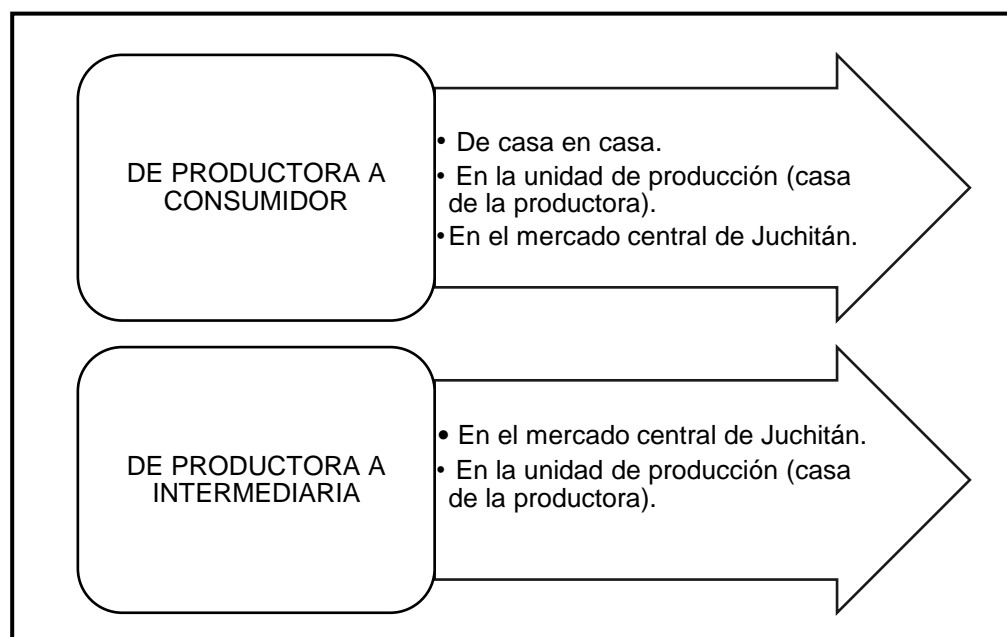 DE PRODUCTORA A
CONSUMIDOR
• De casa en casa.
• En la unidad de producción (casa
de la productora).
• En el mercado central de Juchitán.
DE PRODUCTORA A
INTERMEDIARIA
• En el mercado central de Juchitán.
• En la unidad de producción (casa
de la productora).